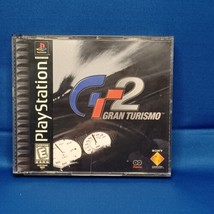 PlayStation
GT2
GRAN TURISMO
SONY